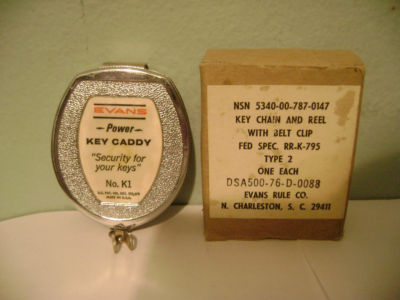 EVANS
Power
KEY CADDY
"Security for
your keys"
No. K1
MADE IN U.S.A.
NSN 5340-00-787-0147
KEY CHAIN AND REEL
WITH BELT CLIP
FED SPEC. RR-K-795
TYPE 2
ONE EACH
DSA500-76-D-0088
EVANS RULE CO.
N. CHARLESTON, S. C. 29411